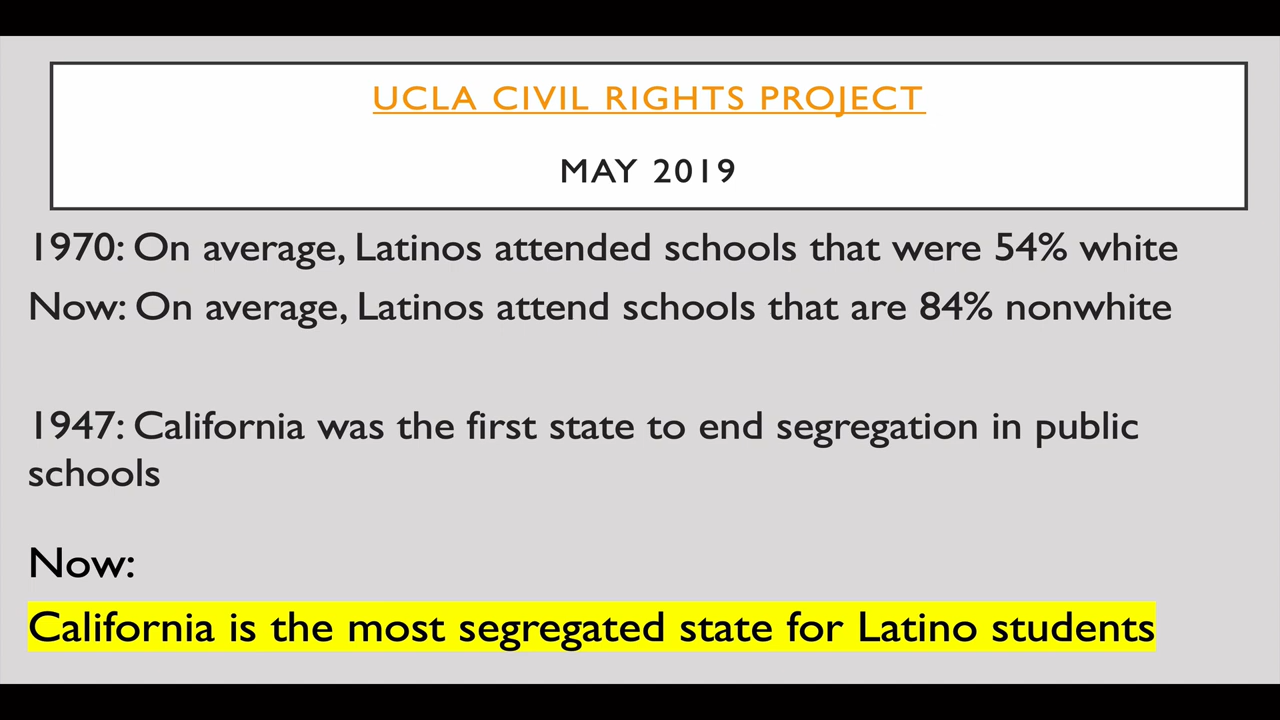 UCLA CIVIL RIGHTS PROJECT
MAY 2019
1970: On average, Latinos attended schools that were 54% white
Now: On average, Latinos attend schools that are 84% nonwhite
1947: California was the first state to end segregation in public
schools
Now:
California is the most segregated state for Latino students